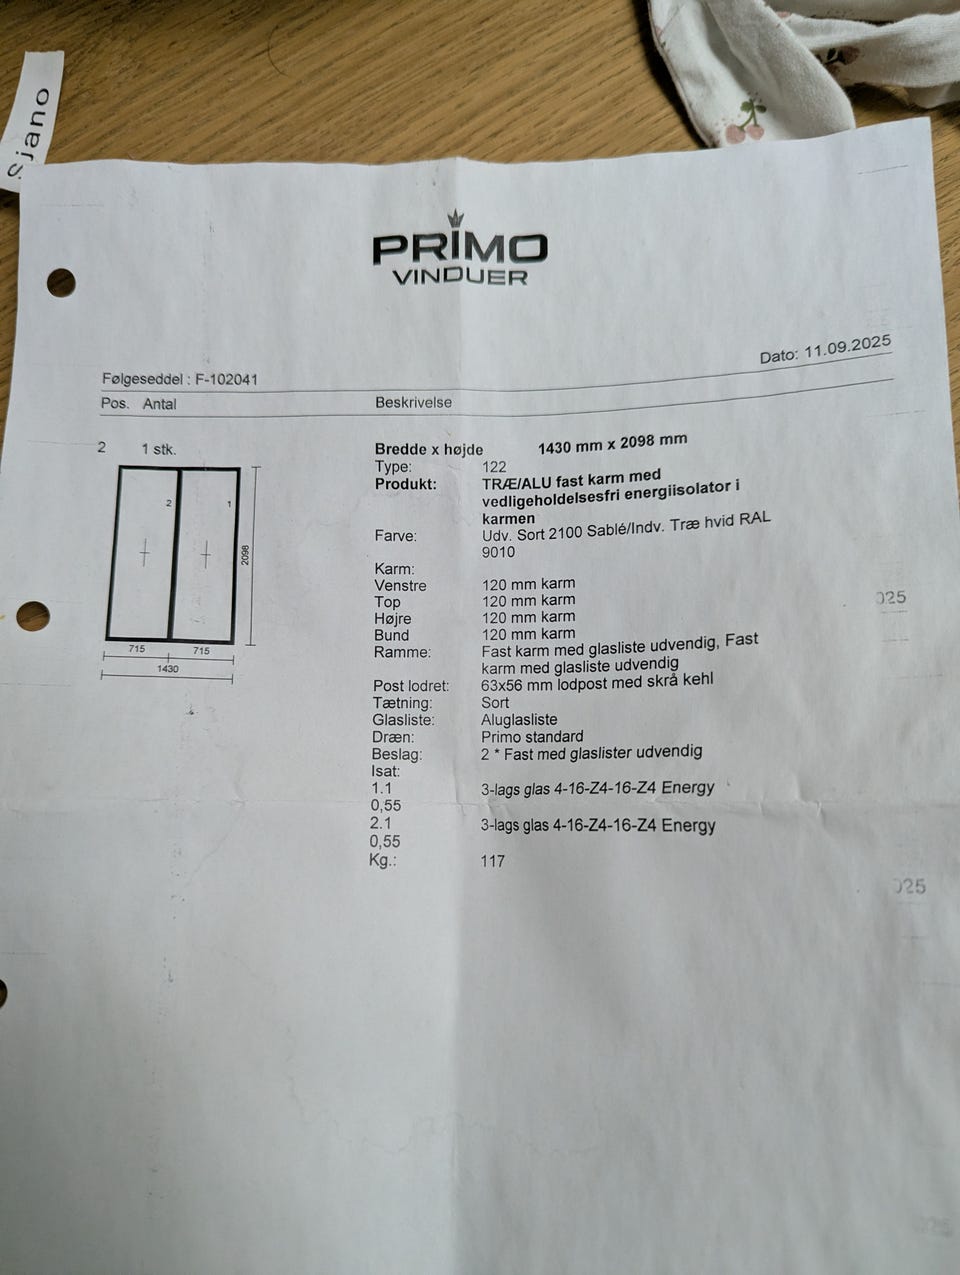 Sjano
PRIMO
VINDUER
Dato: 11.09.2025
Følgeseddel : F-102041
Pos. Antal Beskrivelse
2 1 stk.
Bredde x højde 1430 mm x 2098 mm
Type: 122
Produkt: TRÆ/ALU fast karm med
vedligeholdelsesfri energiisolator i
karmen
Farve: Udv. Sort 2100 Sablé/Indv. Træ hvid RAL
9010
Karm:
Venstre 120 mm karm
Top 120 mm karm
Højre 120 mm karm
Bund 120 mm karm
Ramme: Fast karm med glasliste udvendig, Fast
karm med glasliste udvendig
Post lodret: 63x56 mm lodpost med skrå kehl
Tætning: Sort
Glasliste: Aluglasliste
Dræn: Primo standard
Beslag: 2 * Fast med glaslister udvendig
Isat:
1.1 3-lags glas 4-16-Z4-16-Z4 Energy
0,55
2.1 3-lags glas 4-16-Z4-16-Z4 Energy
0,55
Kg.: 117
2 1
2098
715 715
1430
025
025
025